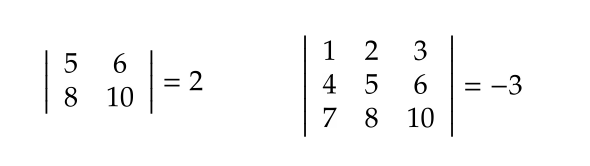 | 5 6 |
| 8 10 | = 2
| 1 2 3 |
| 4 5 6 | = −3
| 7 8 10 |